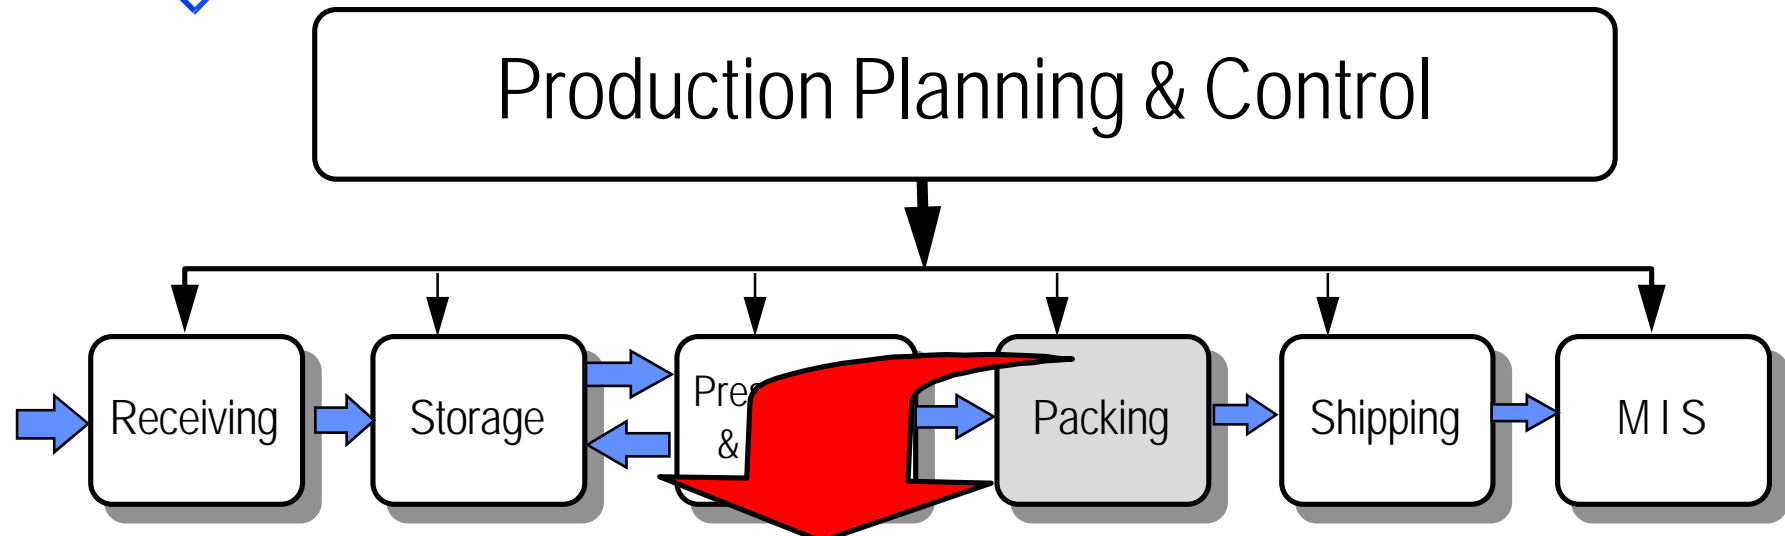 Production Planning & Control
Receiving
Storage
&
Packing
Shipping
M I S